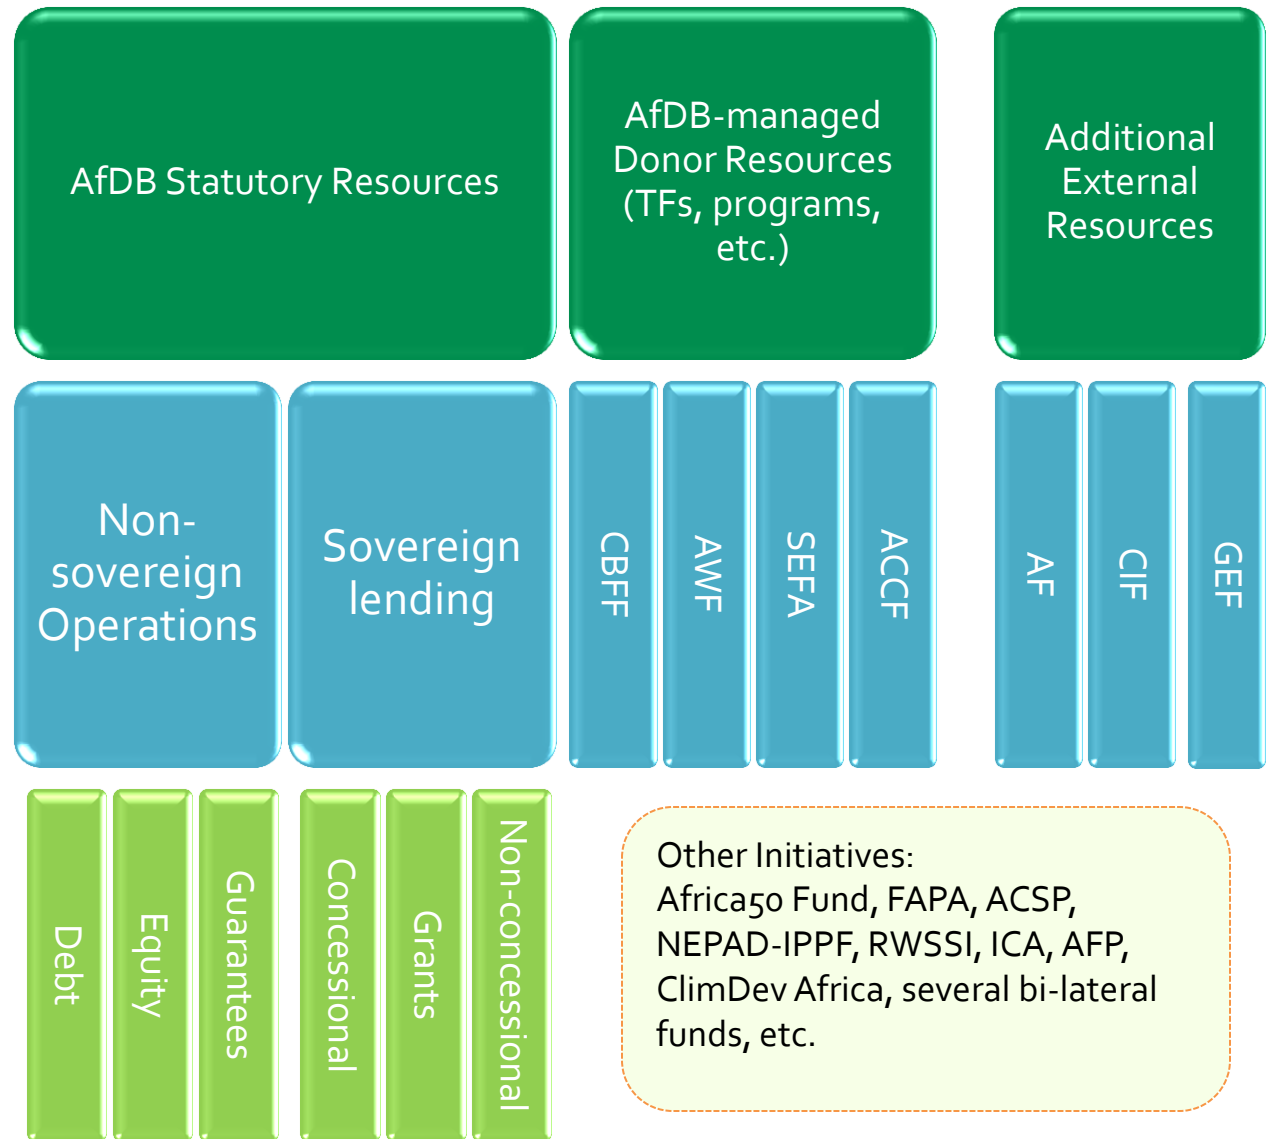 AfDB Statutory Resources
AfDB-managed
Donor Resources
(TFs, programs,
etc.)
Additional
External
Resources
Non-
sovereign
Operations
Sovereign
lending
CBFF
AWF
SEFA
ACCF
AF
CIF
GEF
Debt
Equity
Guarantees
Concessional
Grants
Non-concessional
Other Initiatives:
Africa50 Fund, FAPA, ACSP,
NEPAD-IPPF, RWSSI, ICA, AFP,
ClimDev Africa, several bi-lateral
funds, etc.